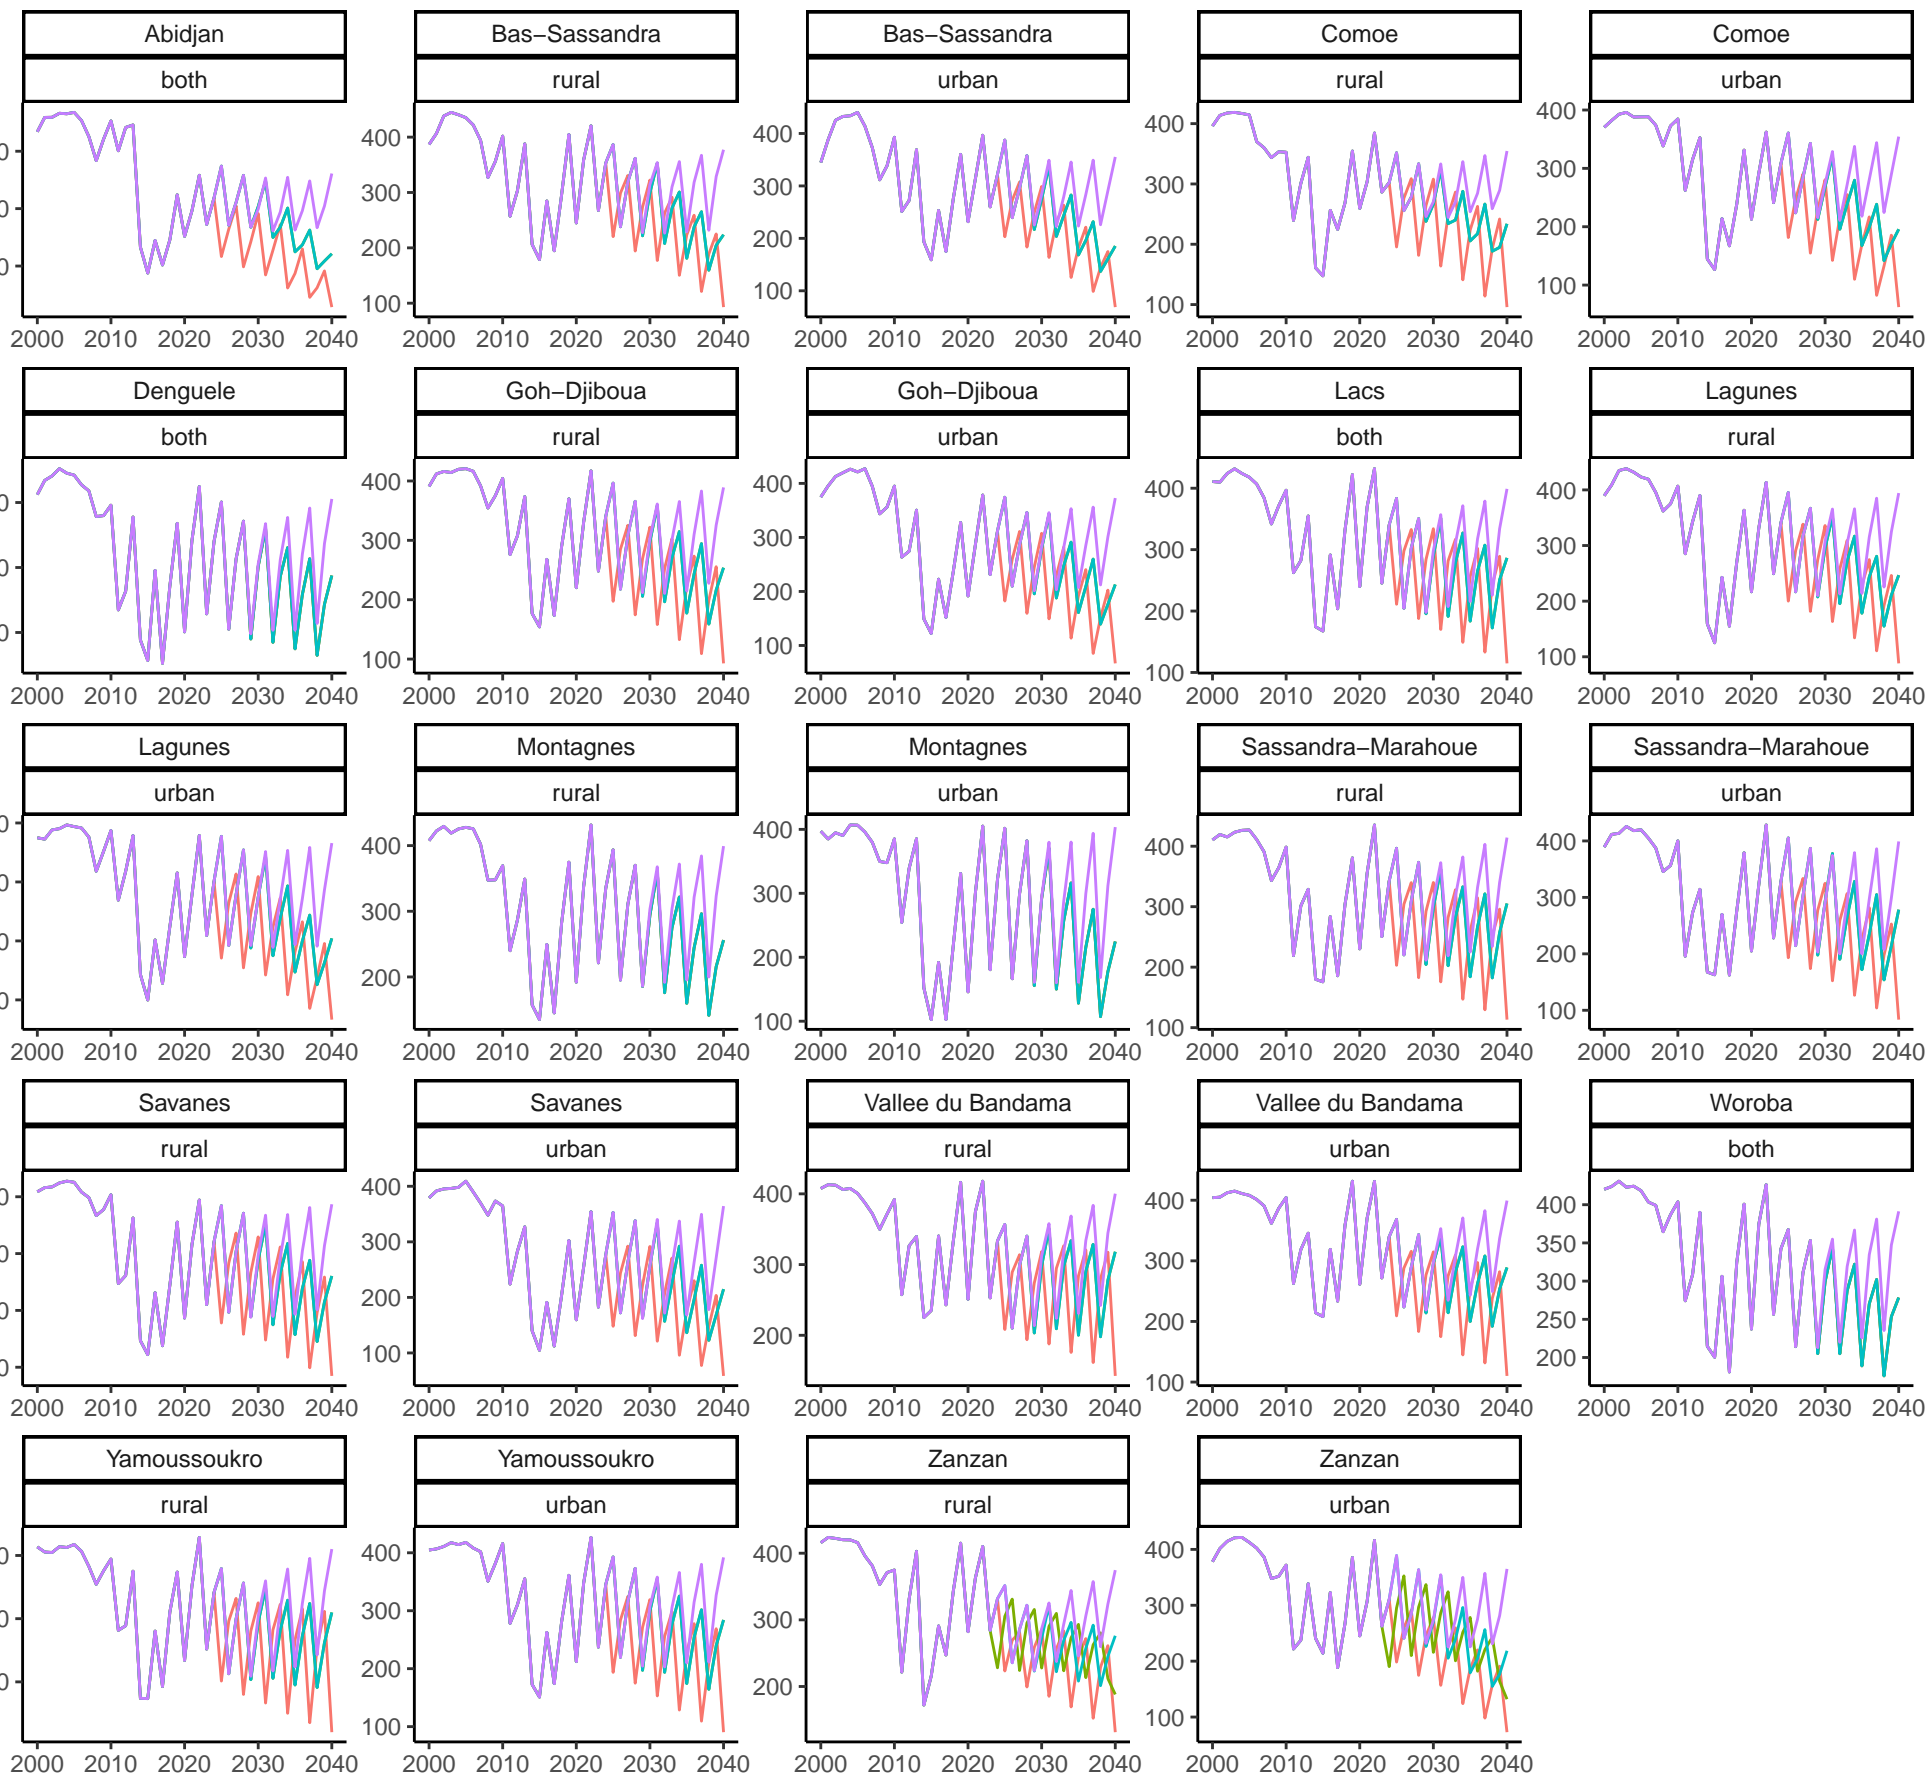 Abidjan Bas−Sassandra Bas−Sassandra Comoe Comoe
both rural urban rural urban
400 400 400 400
300 300 300 300
200 200 200 200
100 100 100 100
2000 2010 2020 2030 2040 2000 2010 2020 2030 2040 2000 2010 2020 2030 2040 2000 2010 2020 2030 2040 2000 2010 2020 2030 2040
Denguele Goh−Djiboua Goh−Djiboua Lacs Lagunes
both rural urban both rural
400 400 400 400
300 300 300 300
200 200 200 200
100 100 100 100
2000 2010 2020 2030 2040 2000 2010 2020 2030 2040 2000 2010 2020 2030 2040 2000 2010 2020 2030 2040 2000 2010 2020 2030 2040
Lagunes Montagnes Montagnes Sassandra−Marahoue Sassandra−Marahoue
urban rural urban rural urban
400 400 400 400
300 300 300 300
200 200 200 200
100 100 100
2000 2010 2020 2030 2040 2000 2010 2020 2030 2040 2000 2010 2020 2030 2040 2000 2010 2020 2030 2040 2000 2010 2020 2030 2040
Savanes Savanes Vallee du Bandama Vallee du Bandama Woroba
rural urban rural urban both
400 400 400 400
350
300 300 300 300
250
200 200 200 200
100 100
2000 2010 2020 2030 2040 2000 2010 2020 2030 2040 2000 2010 2020 2030 2040 2000 2010 2020 2030 2040 2000 2010 2020 2030 2040
Yamoussoukro Yamoussoukro Zanzan Zanzan
rural urban rural urban
400 400 400
300 300 300
200 200 200
100 100
2000 2010 2020 2030 2040 2000 2010 2020 2030 2040 2000 2010 2020 2030 2040 2000 2010 2020 2030 2040